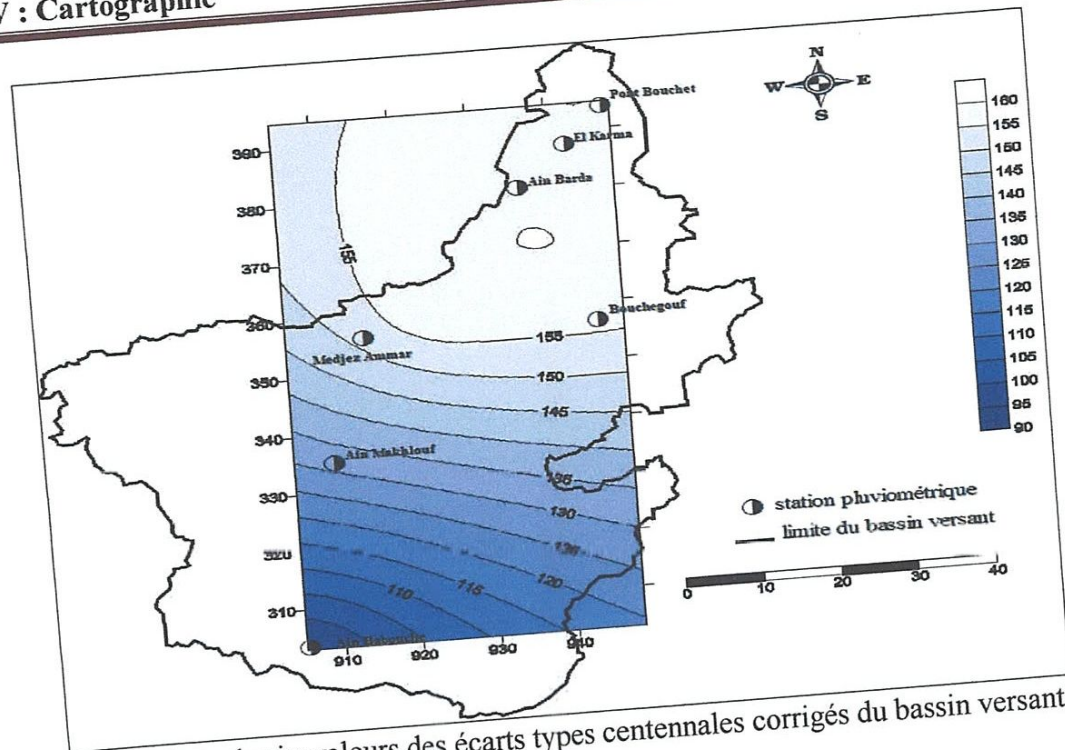 : Cartographie
N
W E
S
Pont Bouchet
El Karma
Ain Barda
Bouchegouf
Medjez Ammar
Ain Makhlouf
390
380
370
360
350
340
330
320
310
910 920 930 940
155
155
150
145
135
130
120
115
110
160
155
150
145
140
135
130
125
120
115
110
105
100
95
90
station pluviométrique
limite du bassin versant
0 10 20 30 40
valeurs des écarts types centennales corrigés du bassin versant